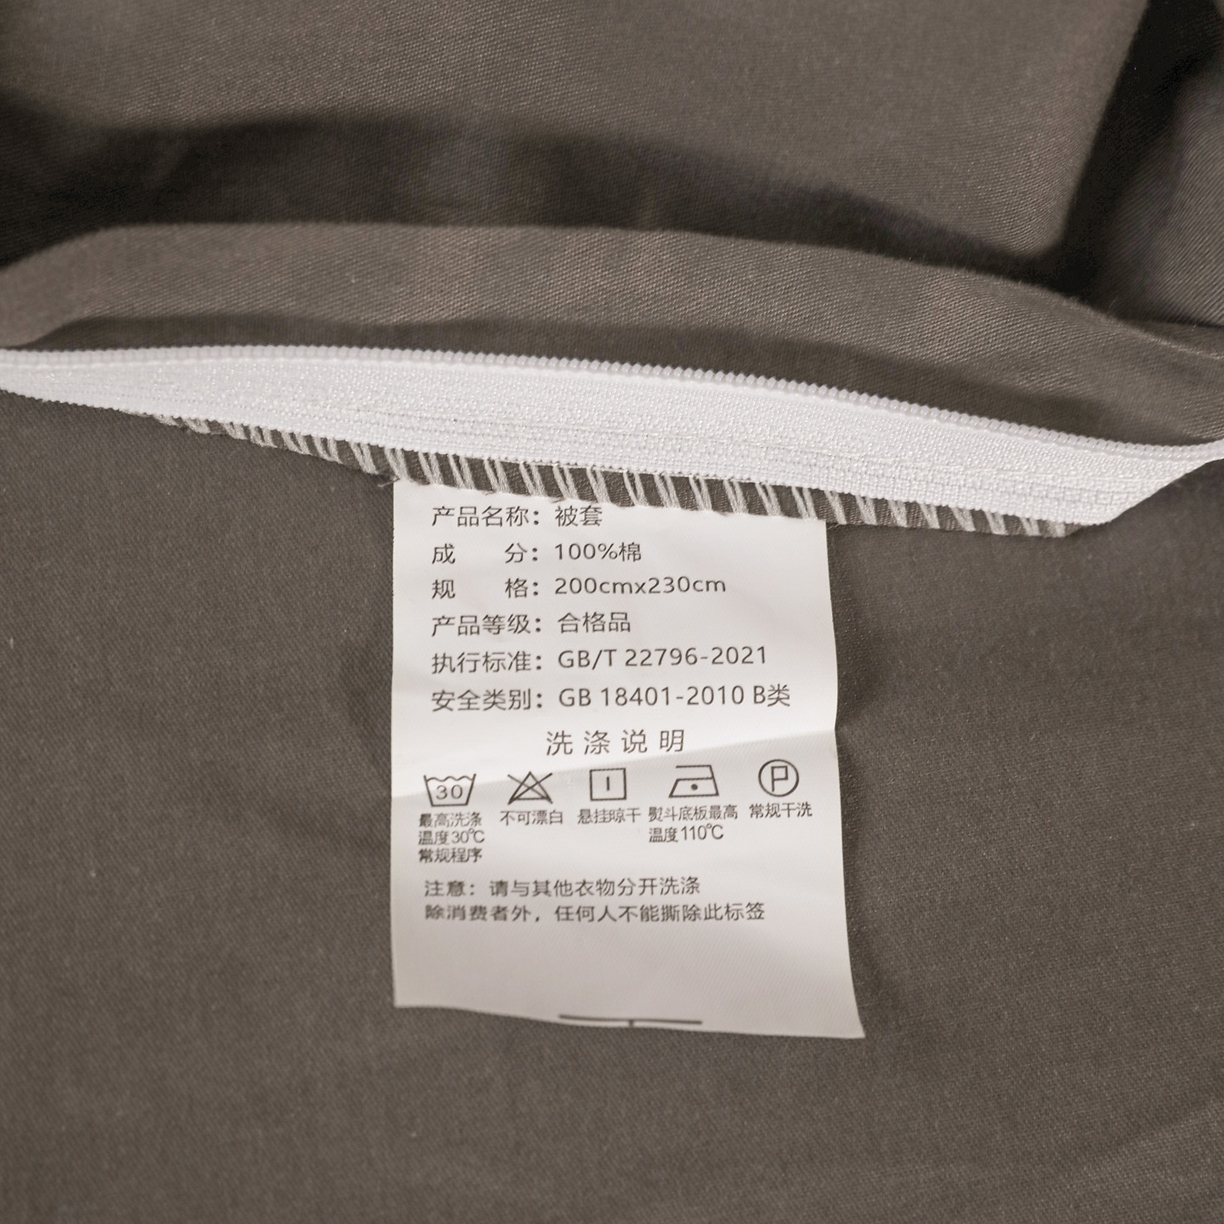 产品名称：被套
成 分：100%棉
规 格：200cmx230cm
产品等级：合格品
执行标准：GB/T 22796-2021
安全类别：GB 18401-2010 B类
洗涤说明
30
P
最高洗涤
温度30℃
常规程序
不可漂白
悬挂晾干
熨斗底板最高
温度110℃
常规干洗
注意：请与其他衣物分开洗涤
除消费者外，任何人不能撕除此标签